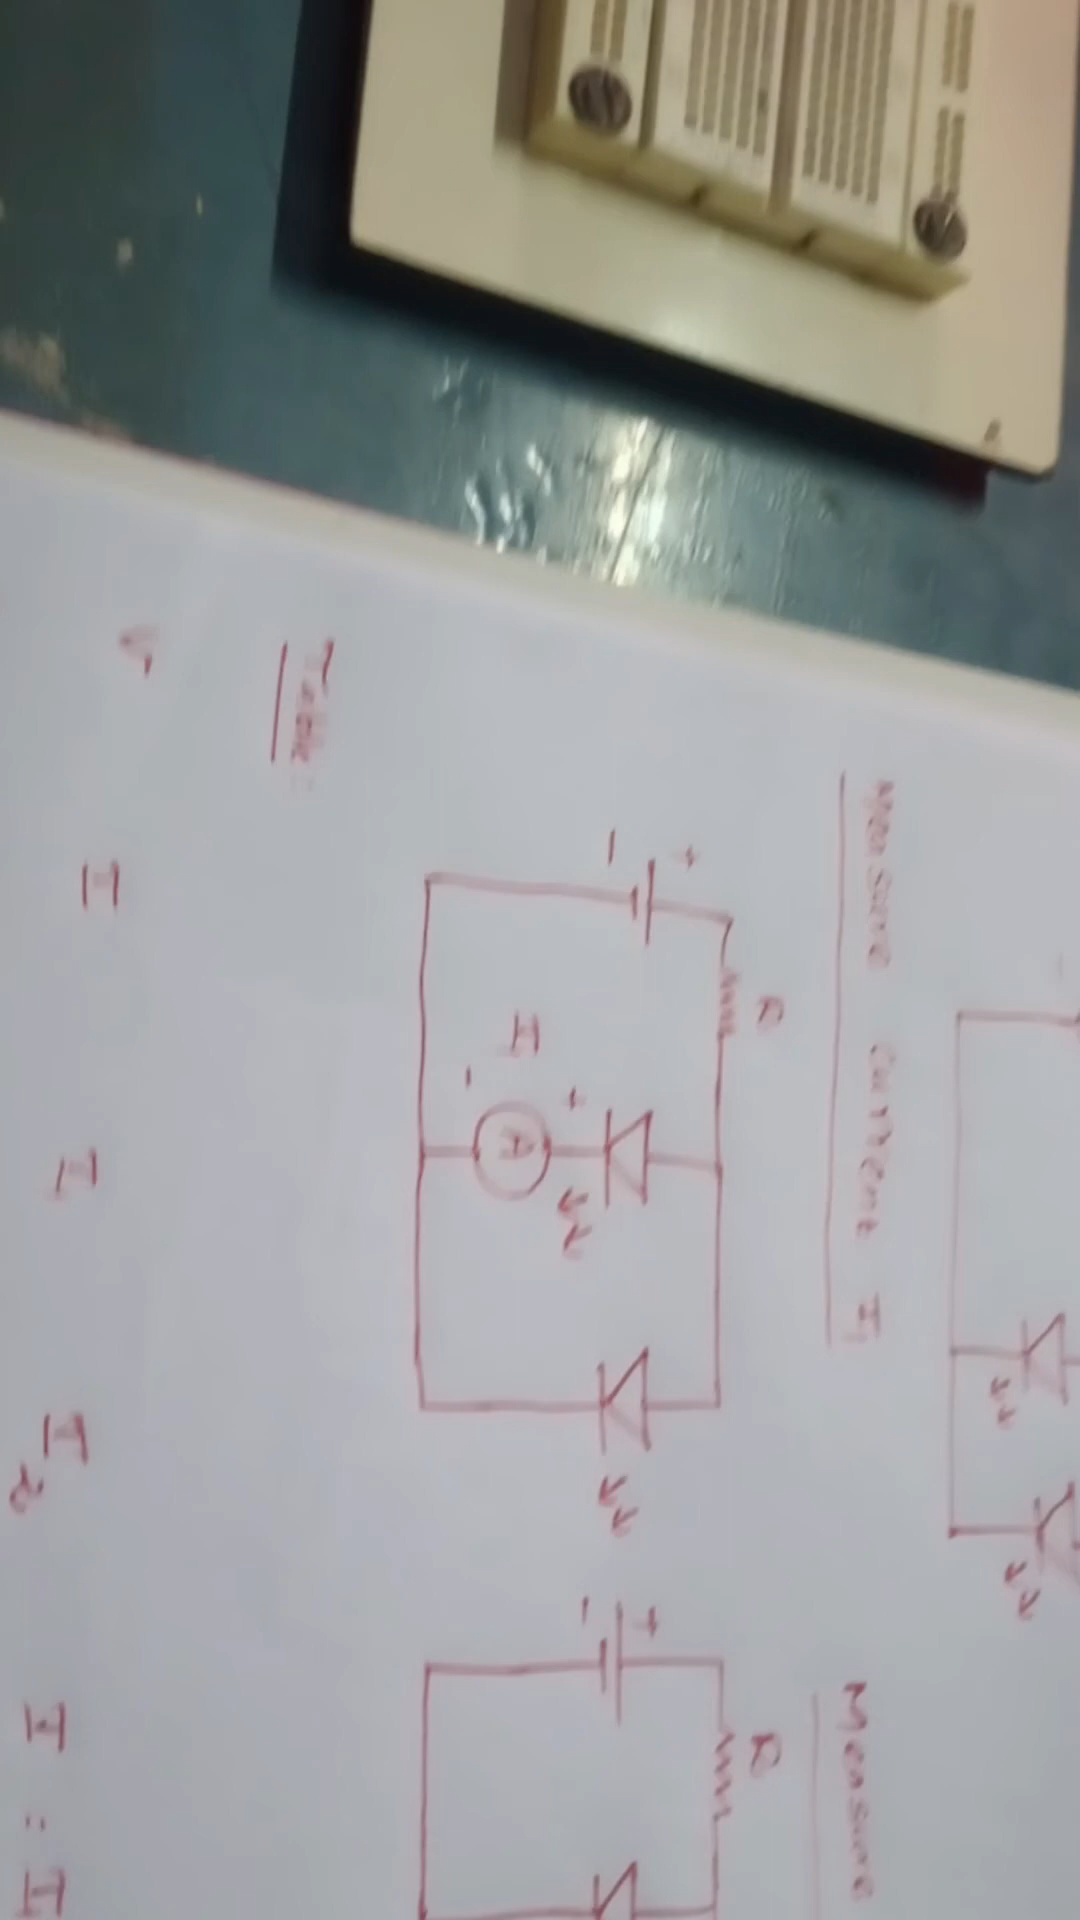 Measure Current I₁
Measure
+
-
R
I
+
-
A
+
-
R
Table:
V I I₁ I₂ I = I